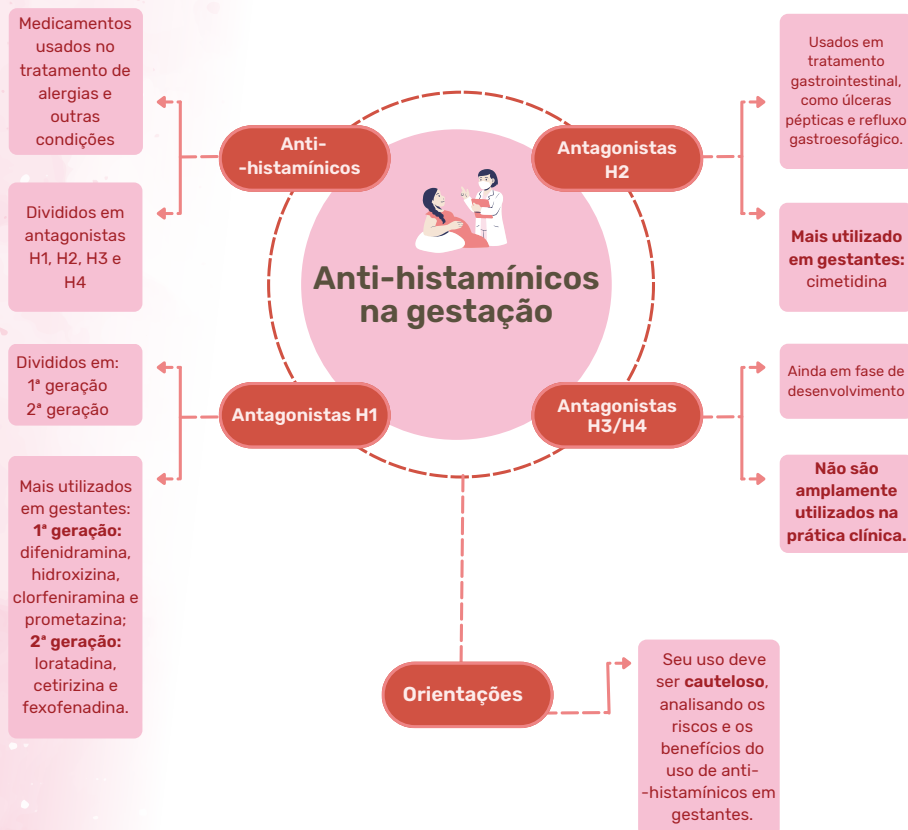 Medicamentos
usados no
tratamento de
alergias e
outras
condições
Anti-
-histamínicos
Divididos em
antagonistas
H1, H2, H3 e
H4
Antagonistas
H2
Usados em
tratamento
gastrointestinal,
como úlceras
pépticas e refluxo
gastroesofágico.
Mais utilizado
em gestantes:
cimetidina
Anti-histamínicos
na gestação
Divididos em:
1ª geração
2ª geração
Antagonistas H1
Mais utilizados
em gestantes:
1ª geração:
difenidramina,
hidroxizina,
clorfeniramina e
prometazina;
2ª geração:
loratadina,
cetirizina e
fexofenadina.
Antagonistas
H3/H4
Ainda em fase de
desenvolvimento
Não são
amplamente
utilizados na
prática clínica.
Orientações
Seu uso deve
ser cauteloso,
analisando os
riscos e os
benefícios do
uso de anti-
-histamínicos em
gestantes.